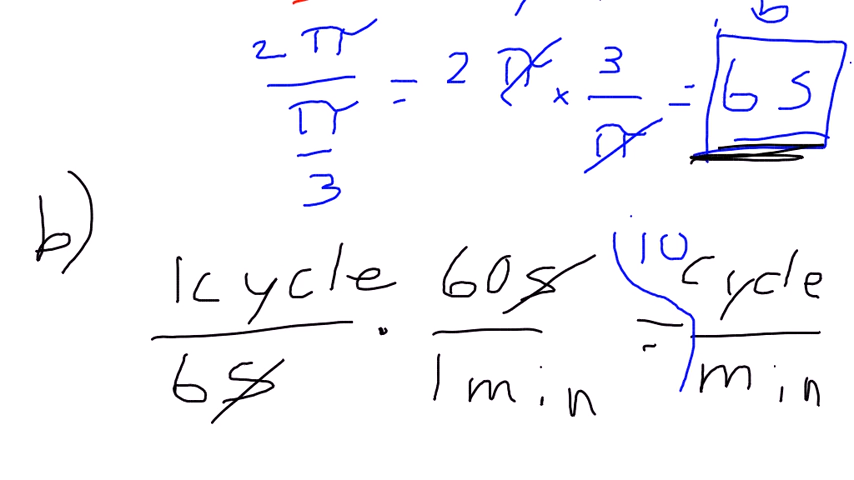 2π / (π/3) = 2π × 3/π = 6 s
b) 1 cycle / 6 s · 60 s / 1 min = 10 cycle / min